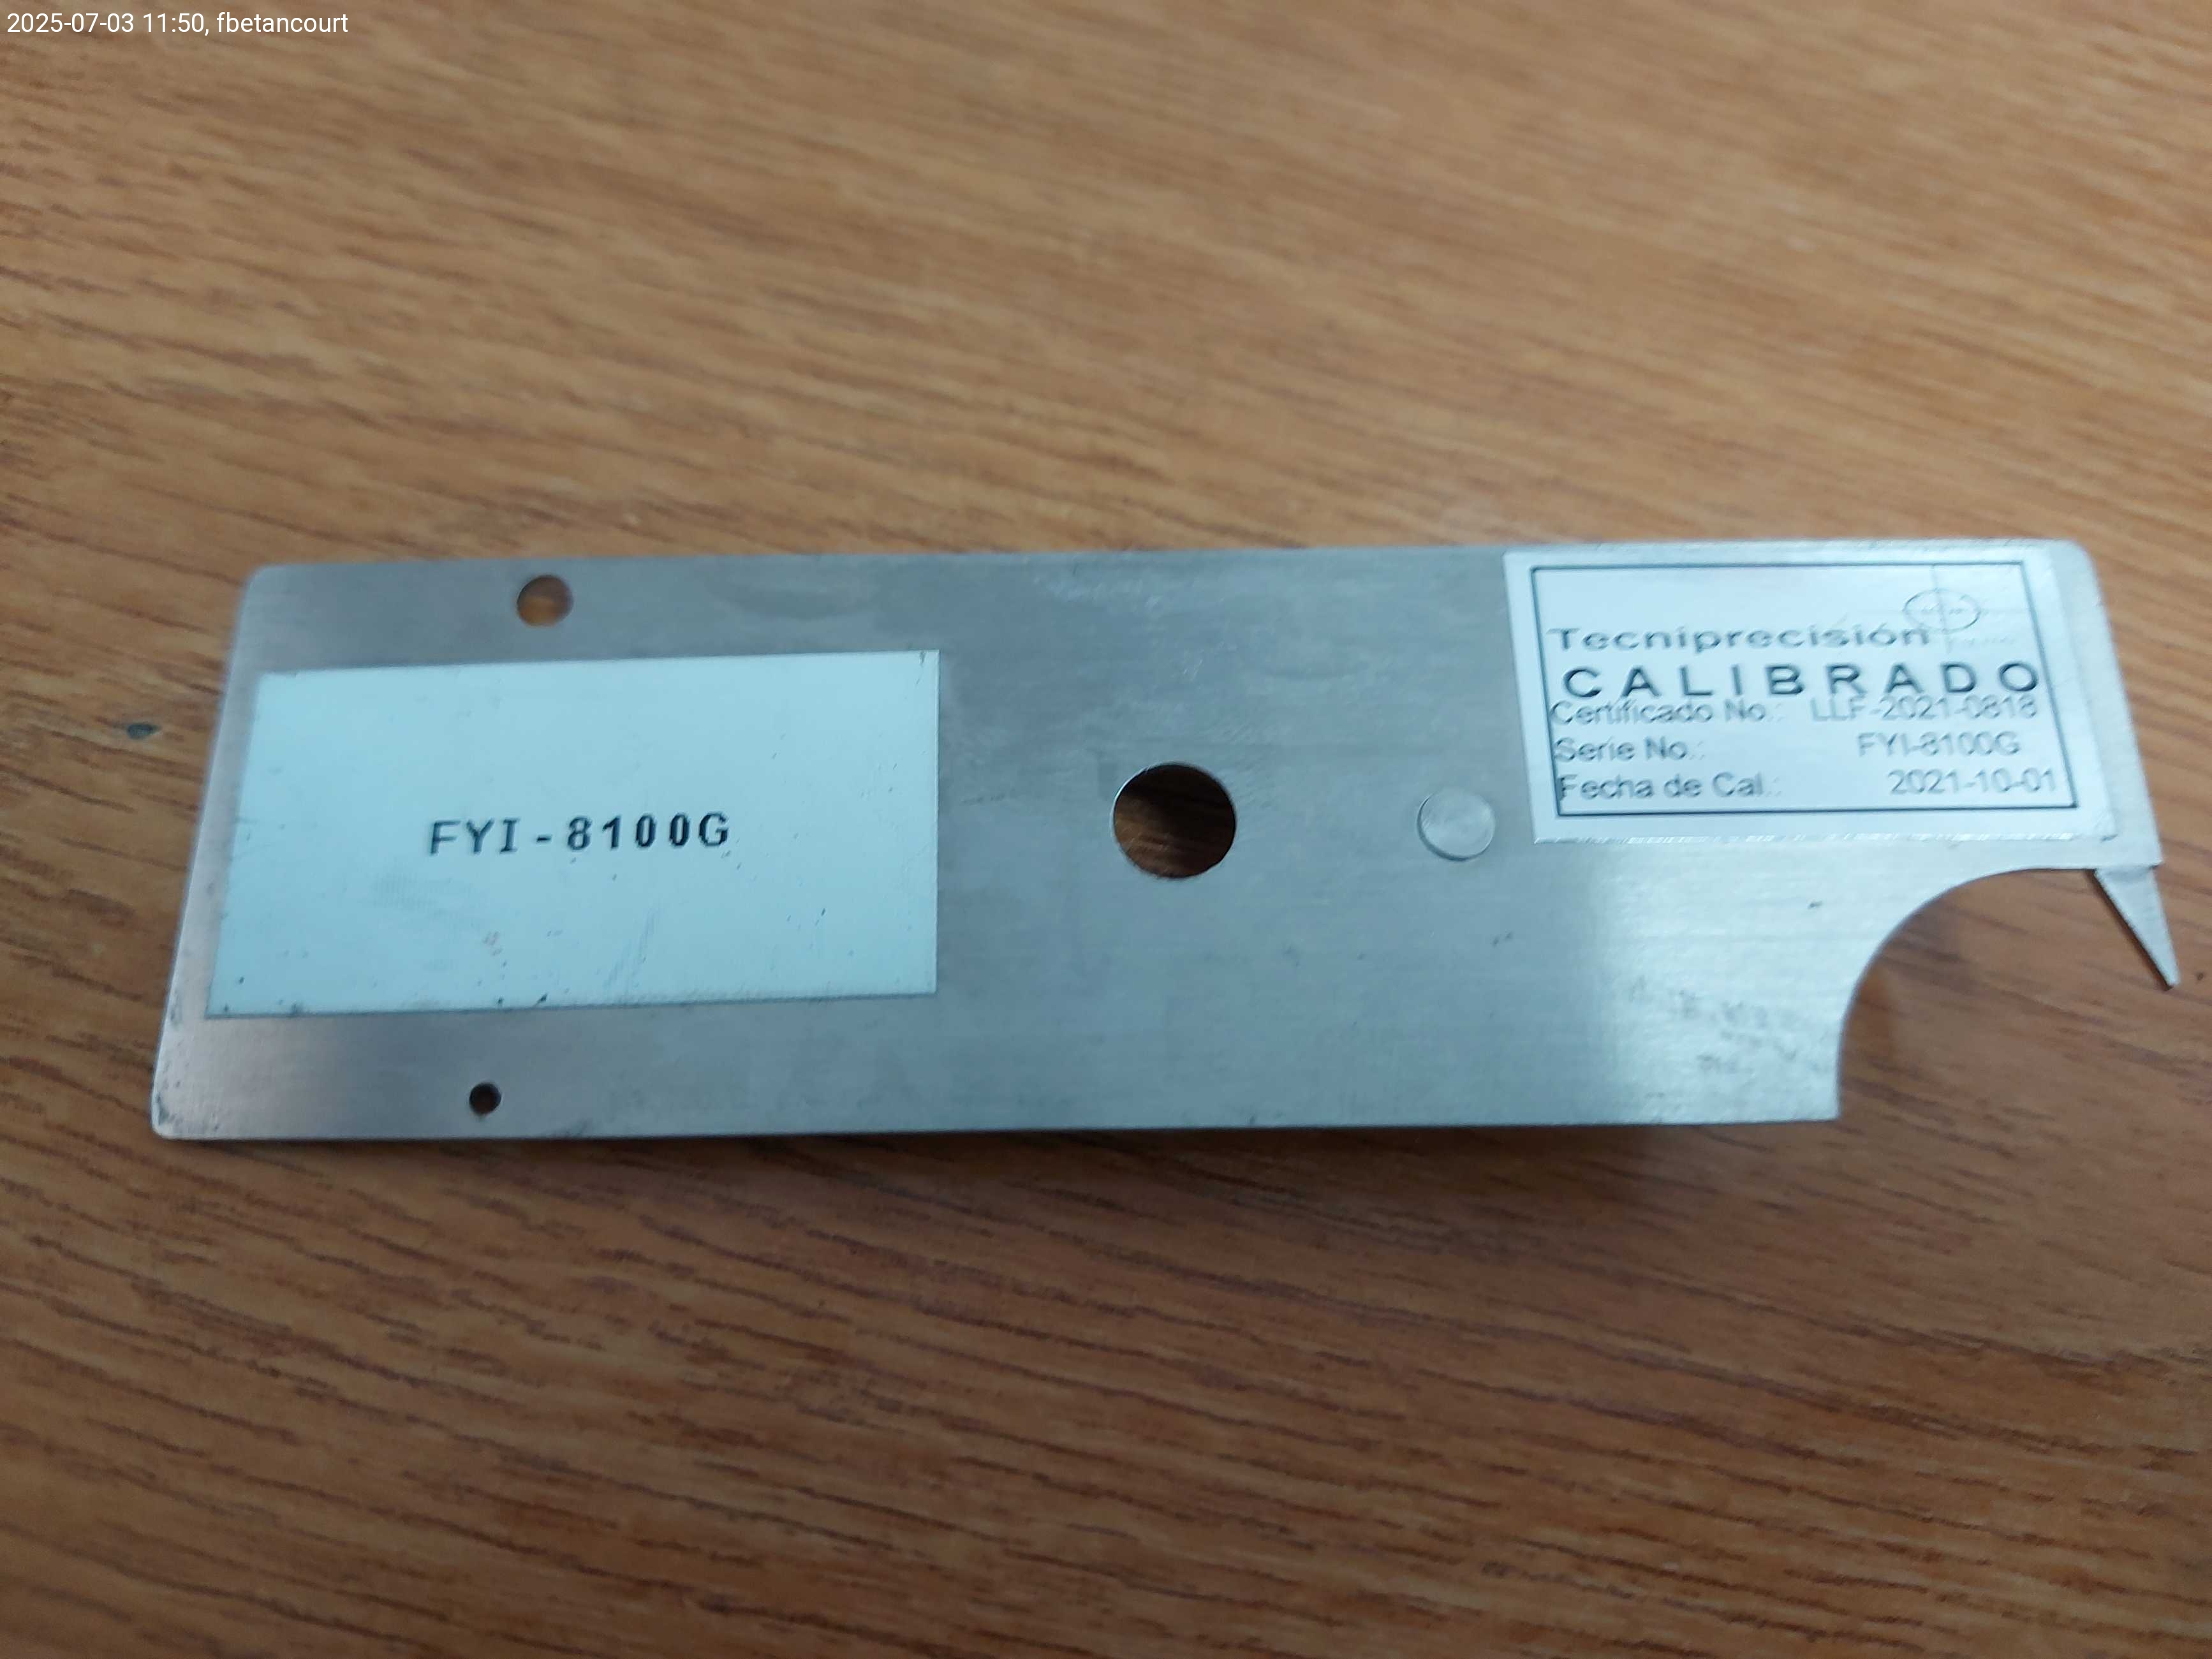 2025-07-03 11:50, fbetancourt
Tecniprecisión
CALIBRADO
Certificado No.: LLF-2021-0818
Serie No.: FYI-8100G
Fecha de Cal.: 2021-10-01
FYI-8100G